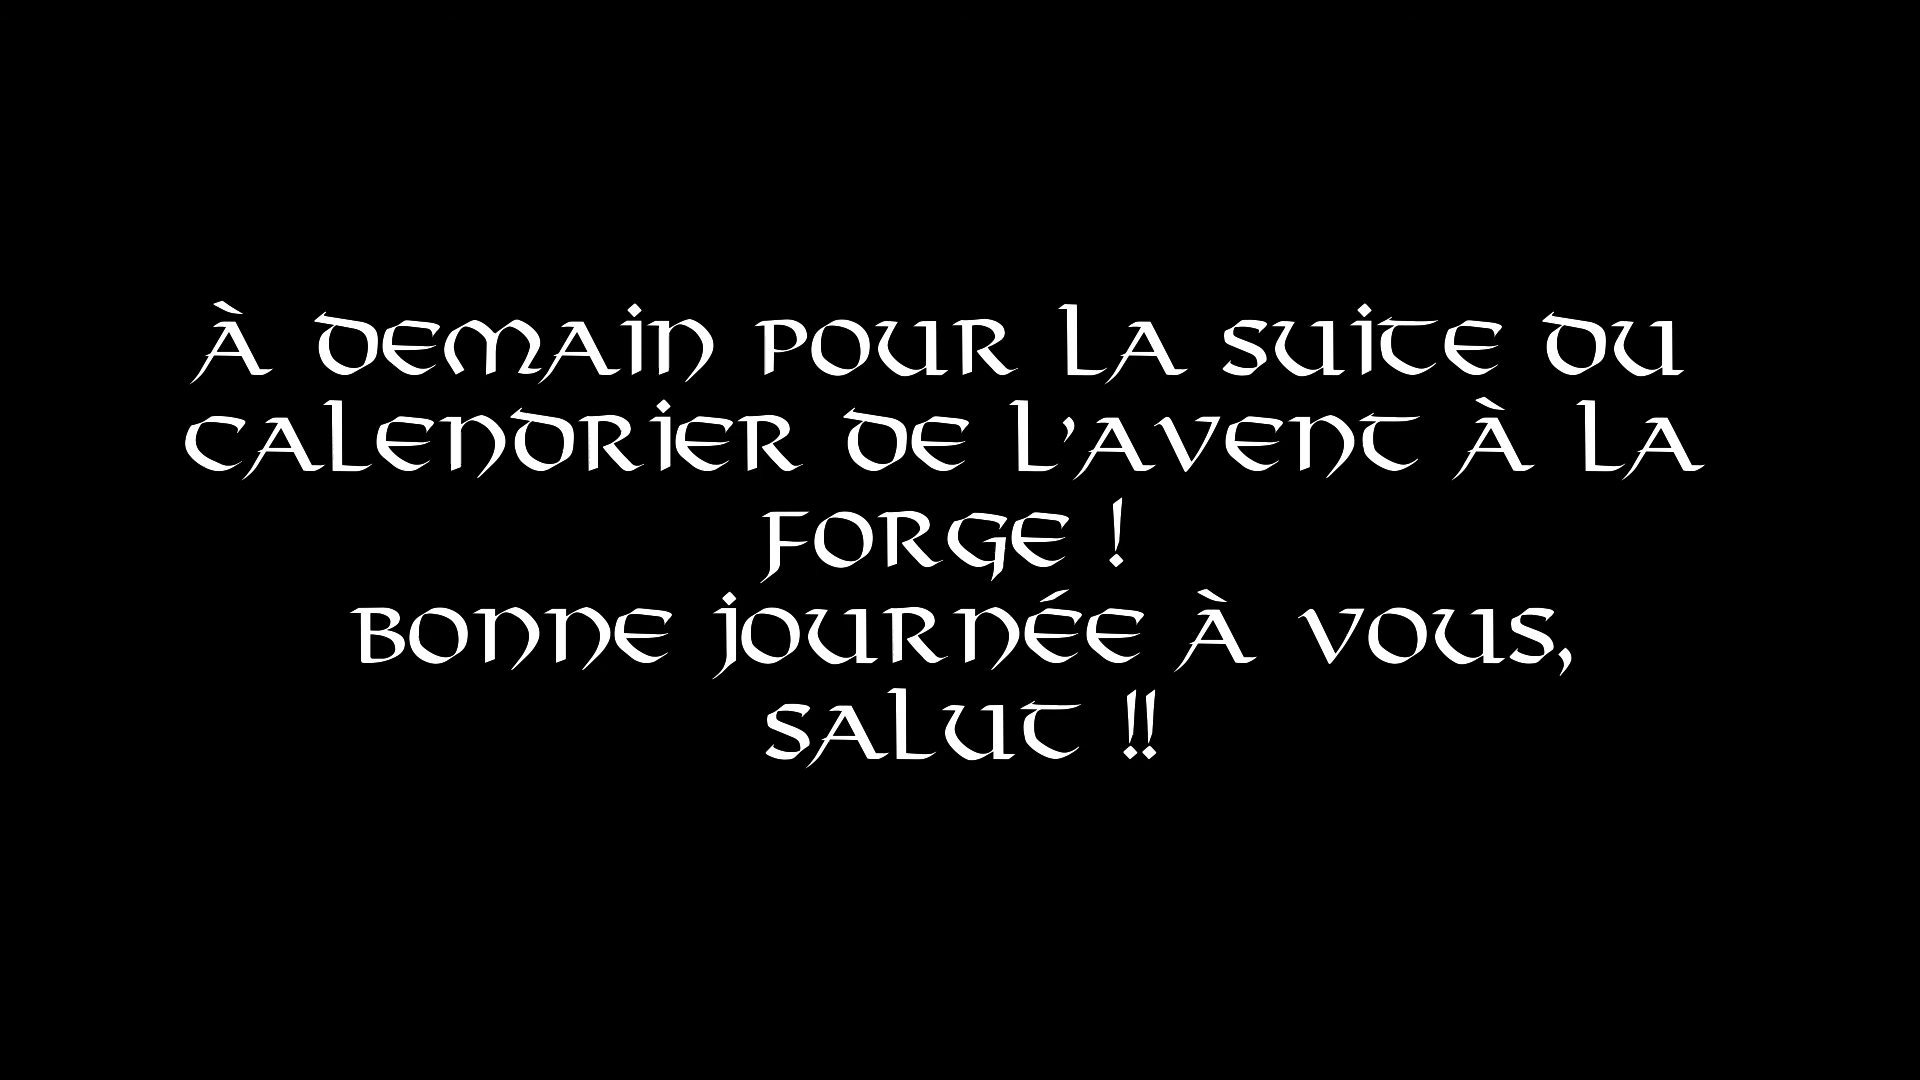 À demain pour la suite du
calendrier de l'avent à la
forge !
Bonne journée à vous,
salut !!